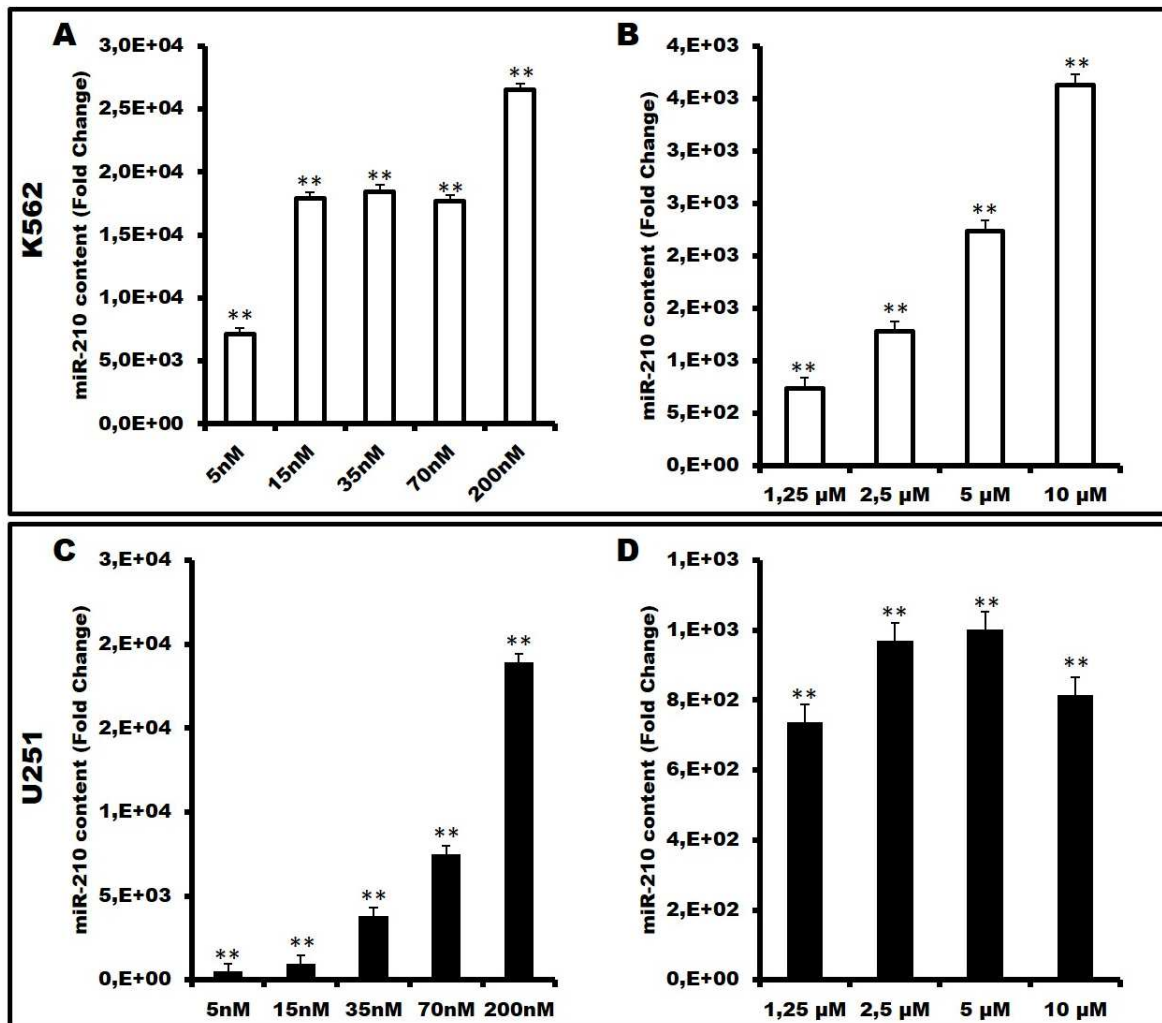 K562
A
miR-210 content (Fold Change)
3,0E+04
2,5E+04
2,0E+04
1,5E+04
1,0E+04
5,0E+03
0,0E+00
**
**
**
**
**
5nM
15nM
35nM
70nM
200nM
B
miR-210 content (Fold Change)
4,E+03
4,E+03
3,E+03
3,E+03
2,E+03
2,E+03
1,E+03
5,E+02
0,E+00
**
**
**
**
1,25 µM
2,5 µM
5 µM
10 µM
U251
C
miR-210 content (Fold Change)
3,E+04
2,E+04
2,E+04
1,E+04
5,E+03
0,E+00
**
**
**
**
**
5nM
15nM
35nM
70nM
200nM
D
miR-210 content (Fold Change)
1,E+03
1,E+03
8,E+02
6,E+02
4,E+02
2,E+02
0,E+00
**
**
**
**
1,25 µM
2,5 µM
5 µM
10 µM